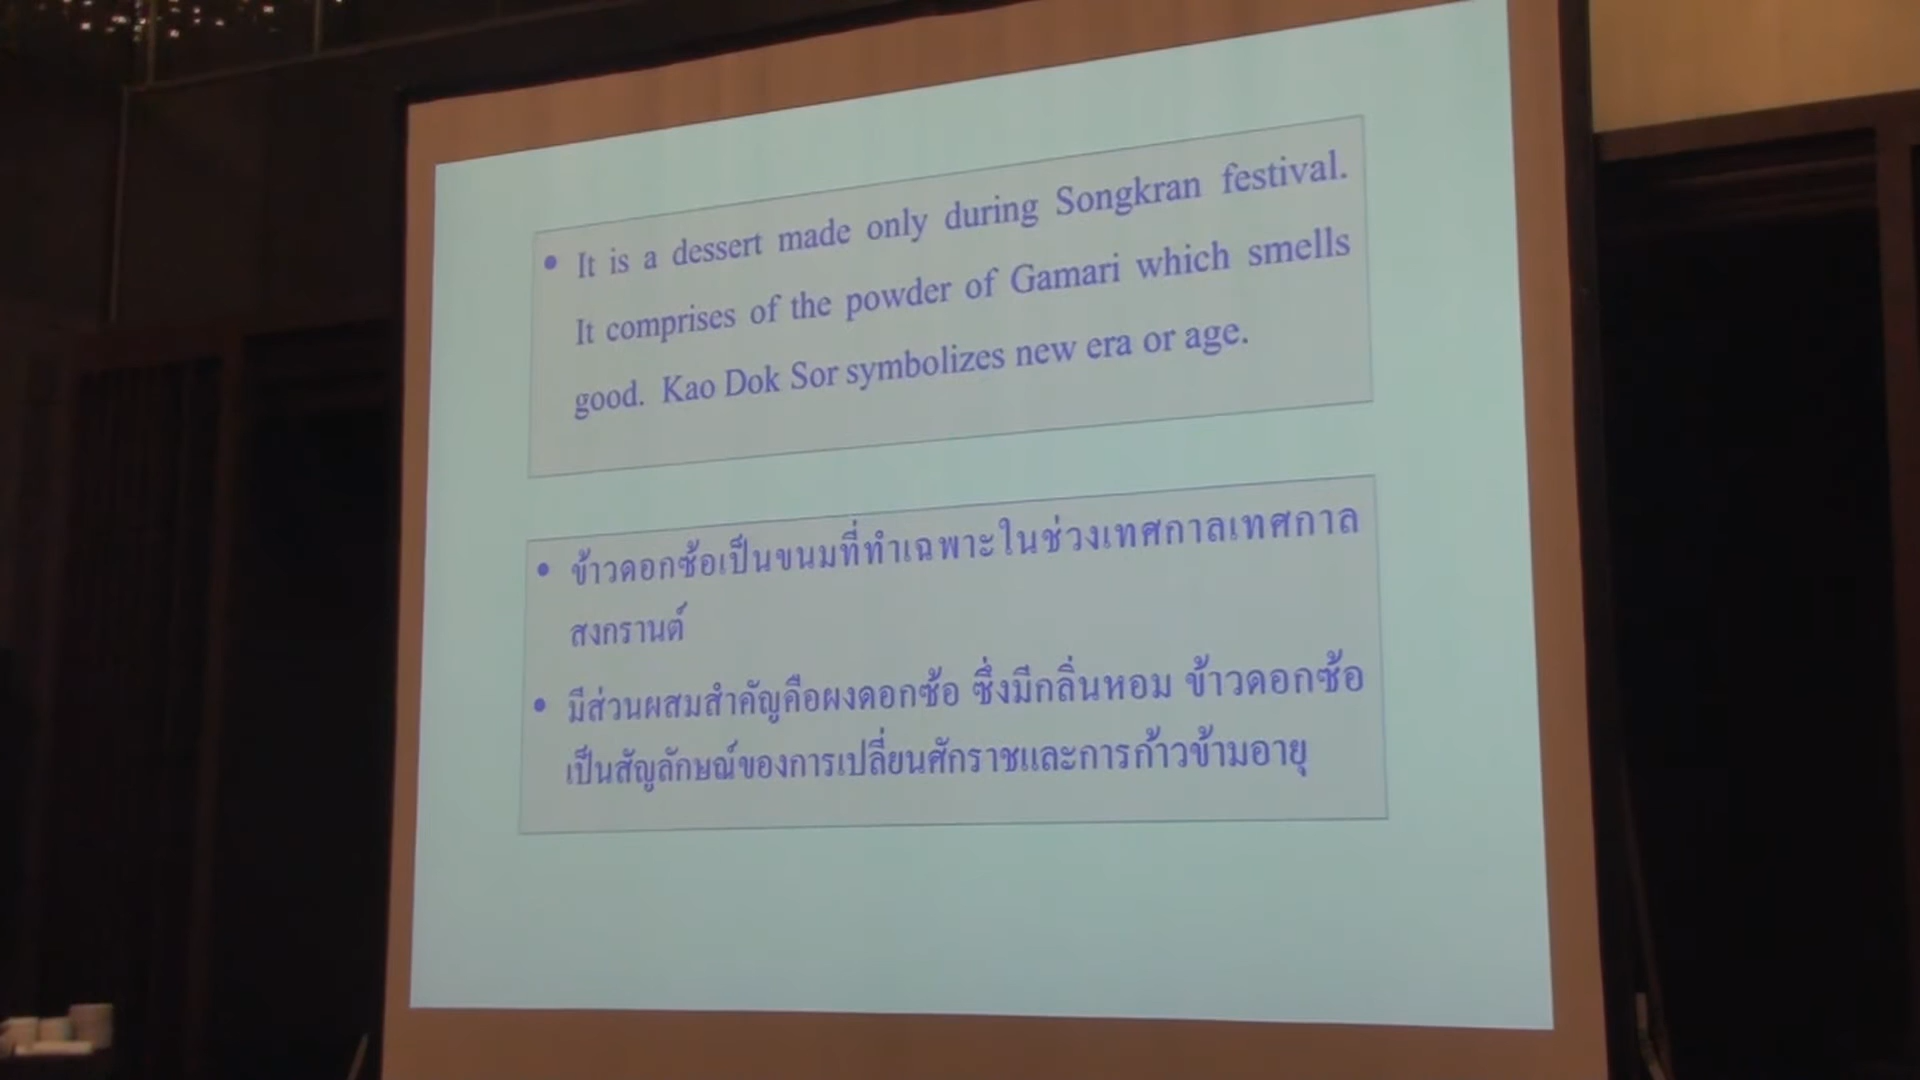 • It is a dessert made only during Songkran festival.
It comprises of the powder of Gamari which smells
good. Kao Dok Sor symbolizes new era or age.
• ข้าวดอกซ้อเป็นขนมที่ทำเฉพาะในช่วงเทศกาลเทศกาล
สงกรานต์
• มีส่วนผสมสำคัญคือผงดอกซ้อ ซึ่งมีกลิ่นหอม ข้าวดอกซ้อ
เป็นสัญลักษณ์ของการเปลี่ยนศักราชและการก้าวข้ามอายุ